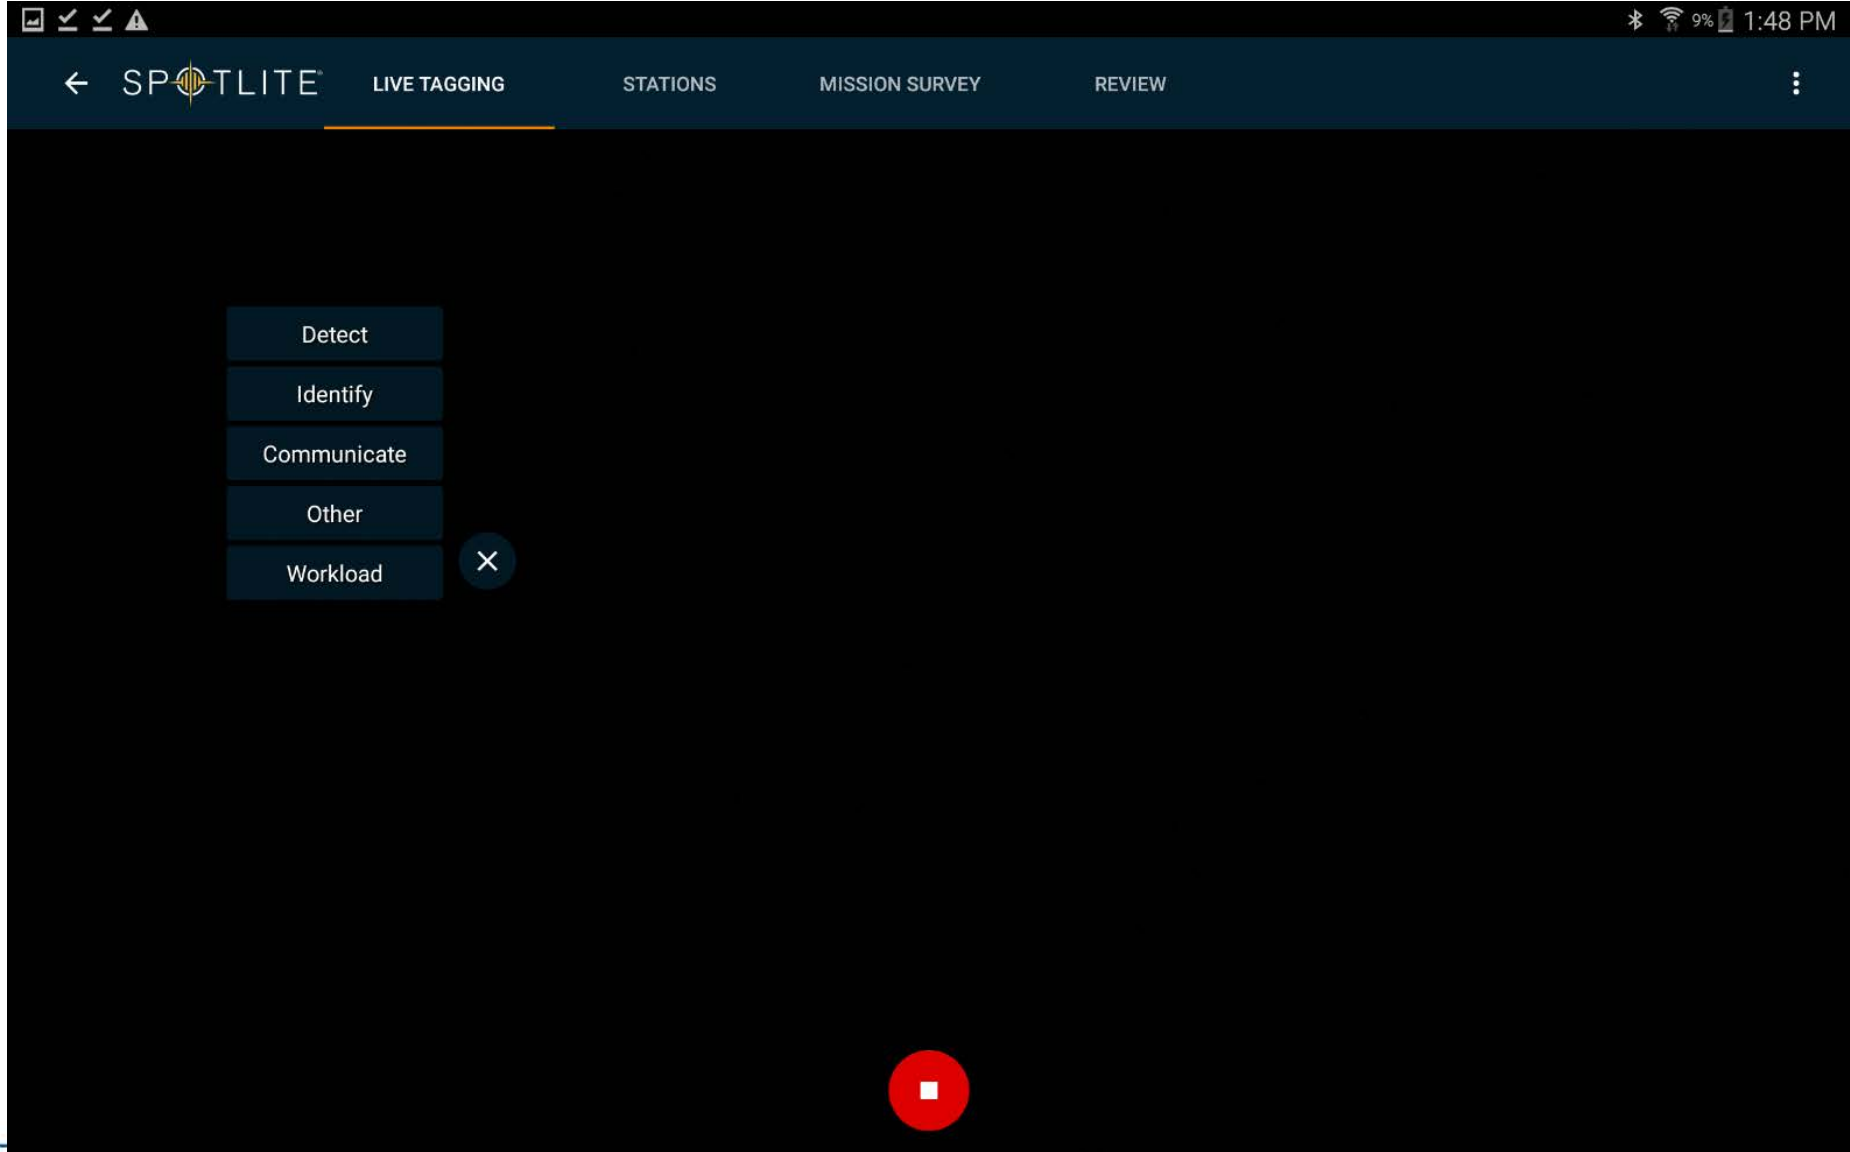 9% 1:48 PM
SPOTLITE® LIVE TAGGING STATIONS MISSION SURVEY REVIEW
Detect
Identify
Communicate
Other
Workload